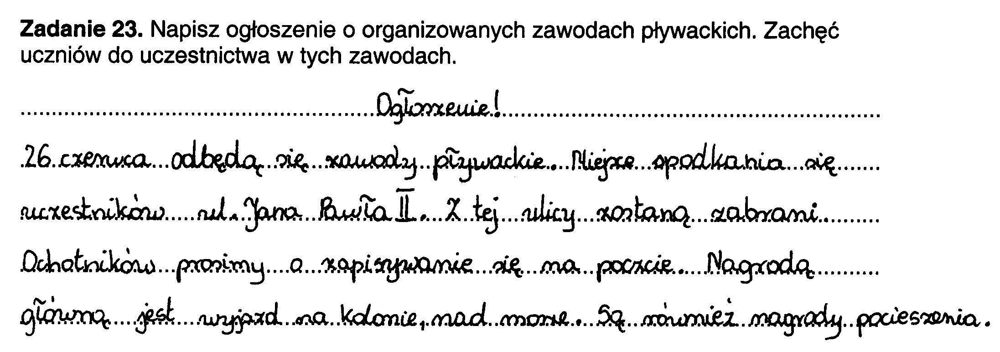 Zadanie 23. Napisz ogłoszenie o organizowanych zawodach pływackich. Zachęć
uczniów do uczestnictwa w tych zawodach.
Ogłoszenie!
26 czerwca odbędą się zawody pływackie. Miejsce spodkania się
uczestników ul. Jana Pawła II. Z tej ulicy zostaną zabrani.
Ochotników prosimy o zapisywanie się na poczcie. Nagrodą
główną jest wyjazd na kolonie, nad morze. Są również nagrody pocieszenia.